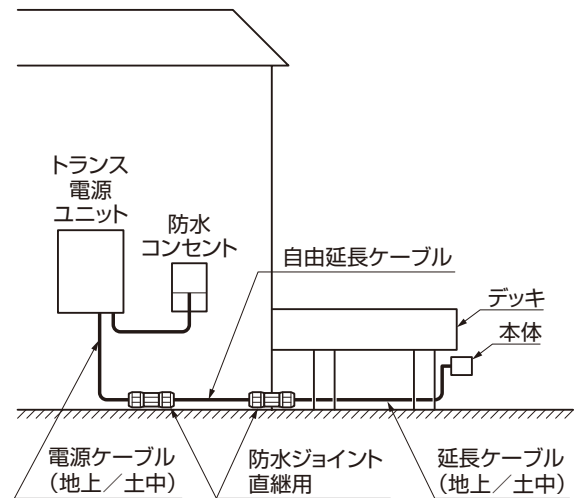 トランス
電源
ユニット
防水
コンセント
自由延長ケーブル
デッキ
本体
電源ケーブル
（地上／土中）
防水ジョイント
直継用
延長ケーブル
（地上／土中）